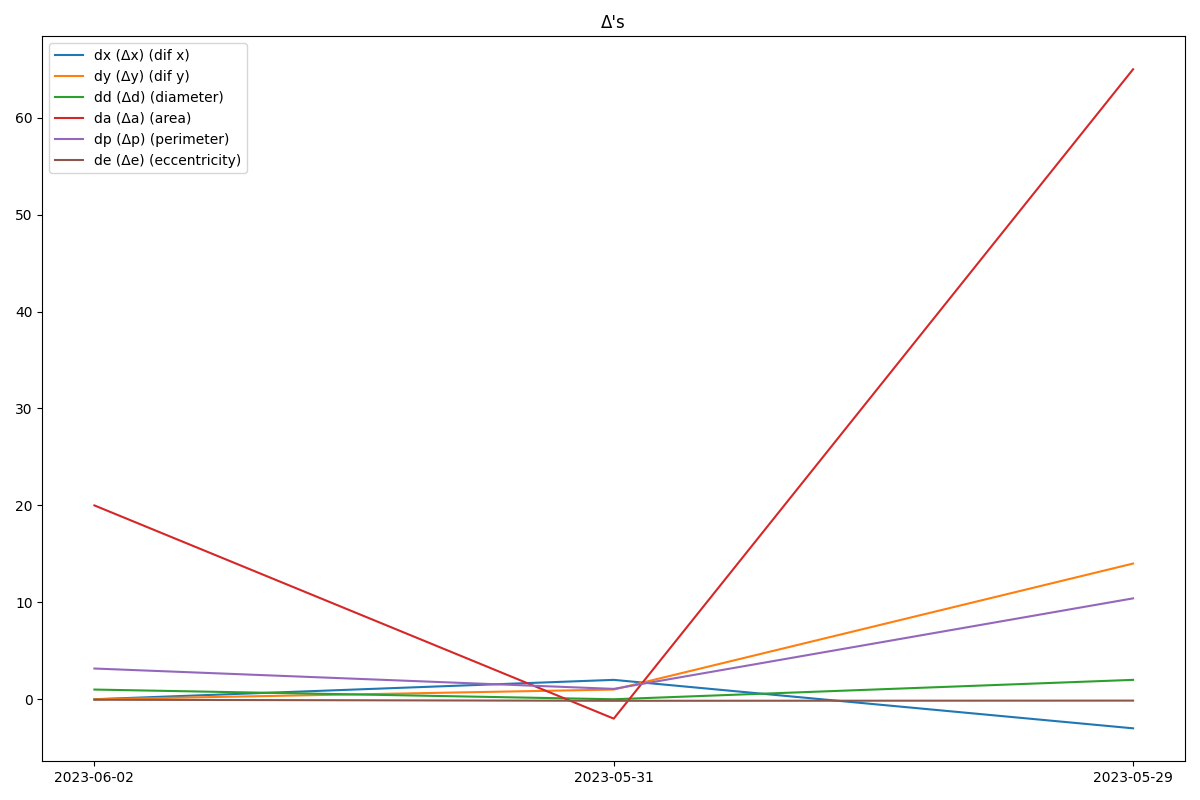 Δ's
dx (Δx) (dif x)
dy (Δy) (dif y)
dd (Δd) (diameter)
da (Δa) (area)
dp (Δp) (perimeter)
de (Δe) (eccentricity)
60
50
40
30
20
10
0
2023-06-02 2023-05-31 2023-05-29